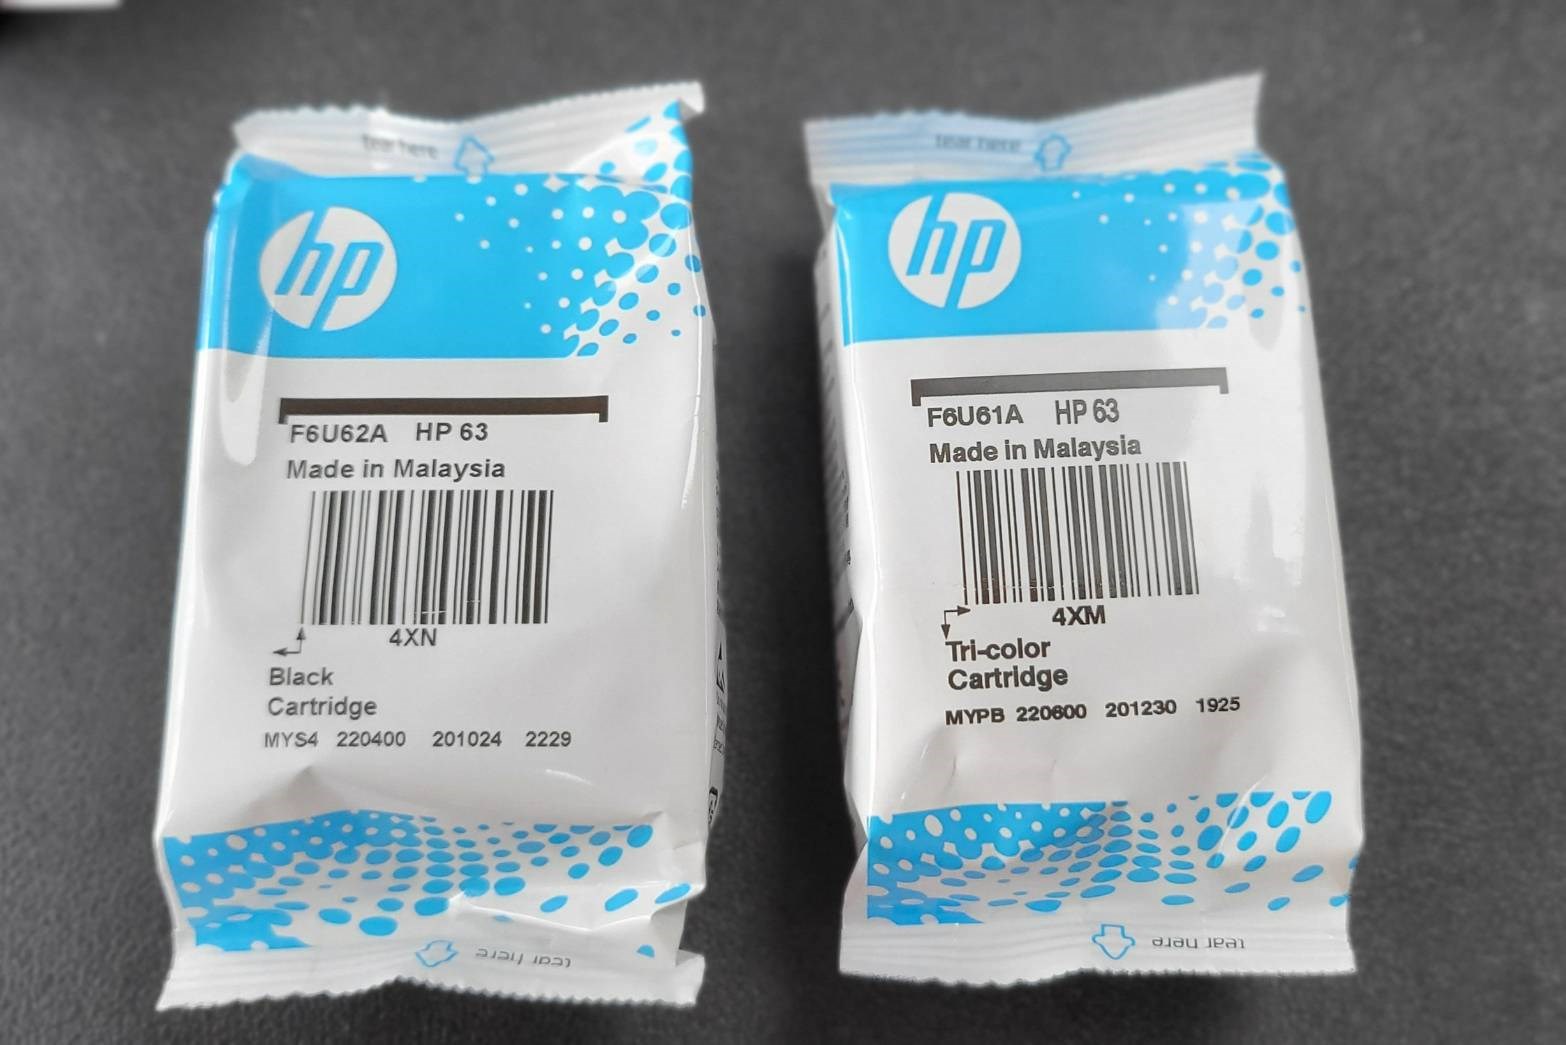 tear here
hp
F6U62A HP 63
Made in Malaysia
4XN
Black
Cartridge
MYS4 220400 201024 2229
tear here
tear here
hp
F6U61A HP 63
Made in Malaysia
4XM
Tri-color
Cartridge
MYPB 220600 201230 1925
tear here